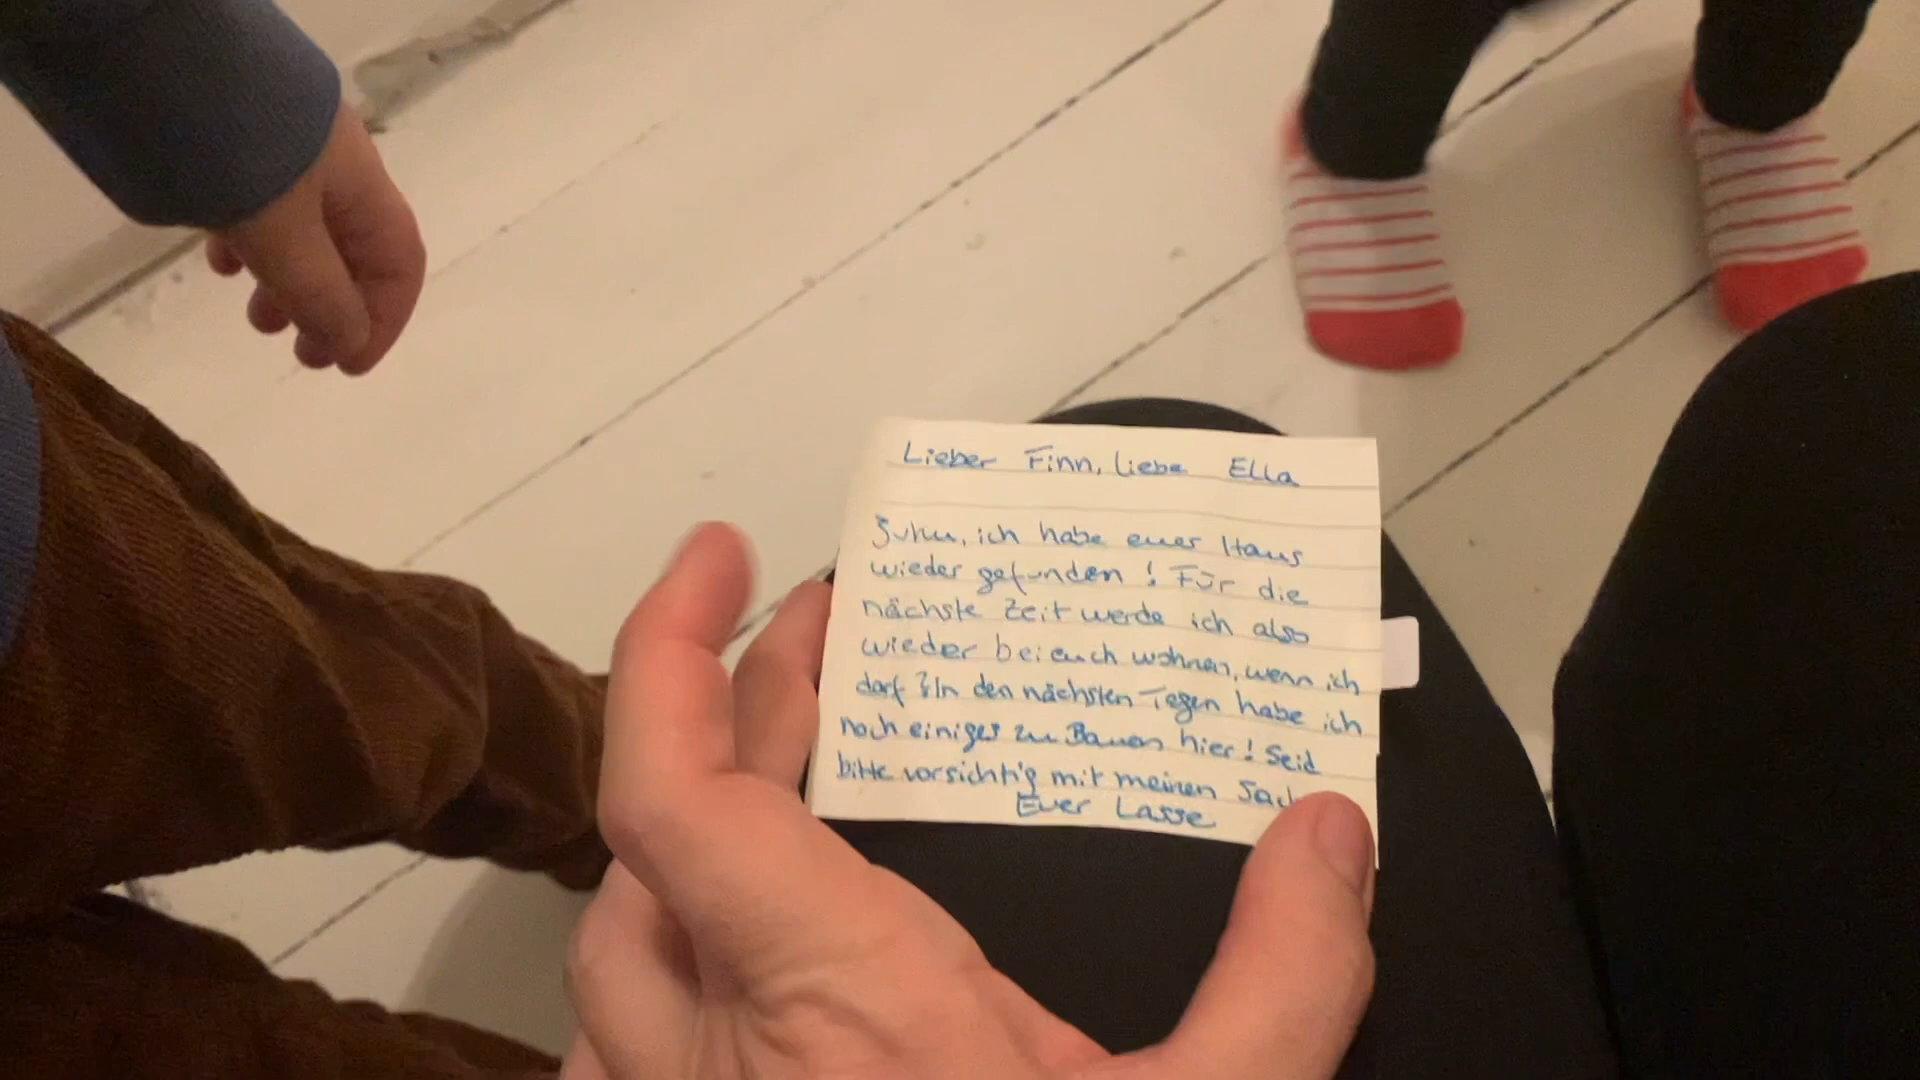 Lieber Finn, liebe Ella
ich habe euer Haus
wieder gefunden! Für die
nächste Zeit werde ich also
wieder bei euch wohnen, wenn ich
darf? In den nächsten Tagen habe ich
noch einiges zu Bauen hier! Seid
bitte vorsichtig mit meinen
Euer Lasse